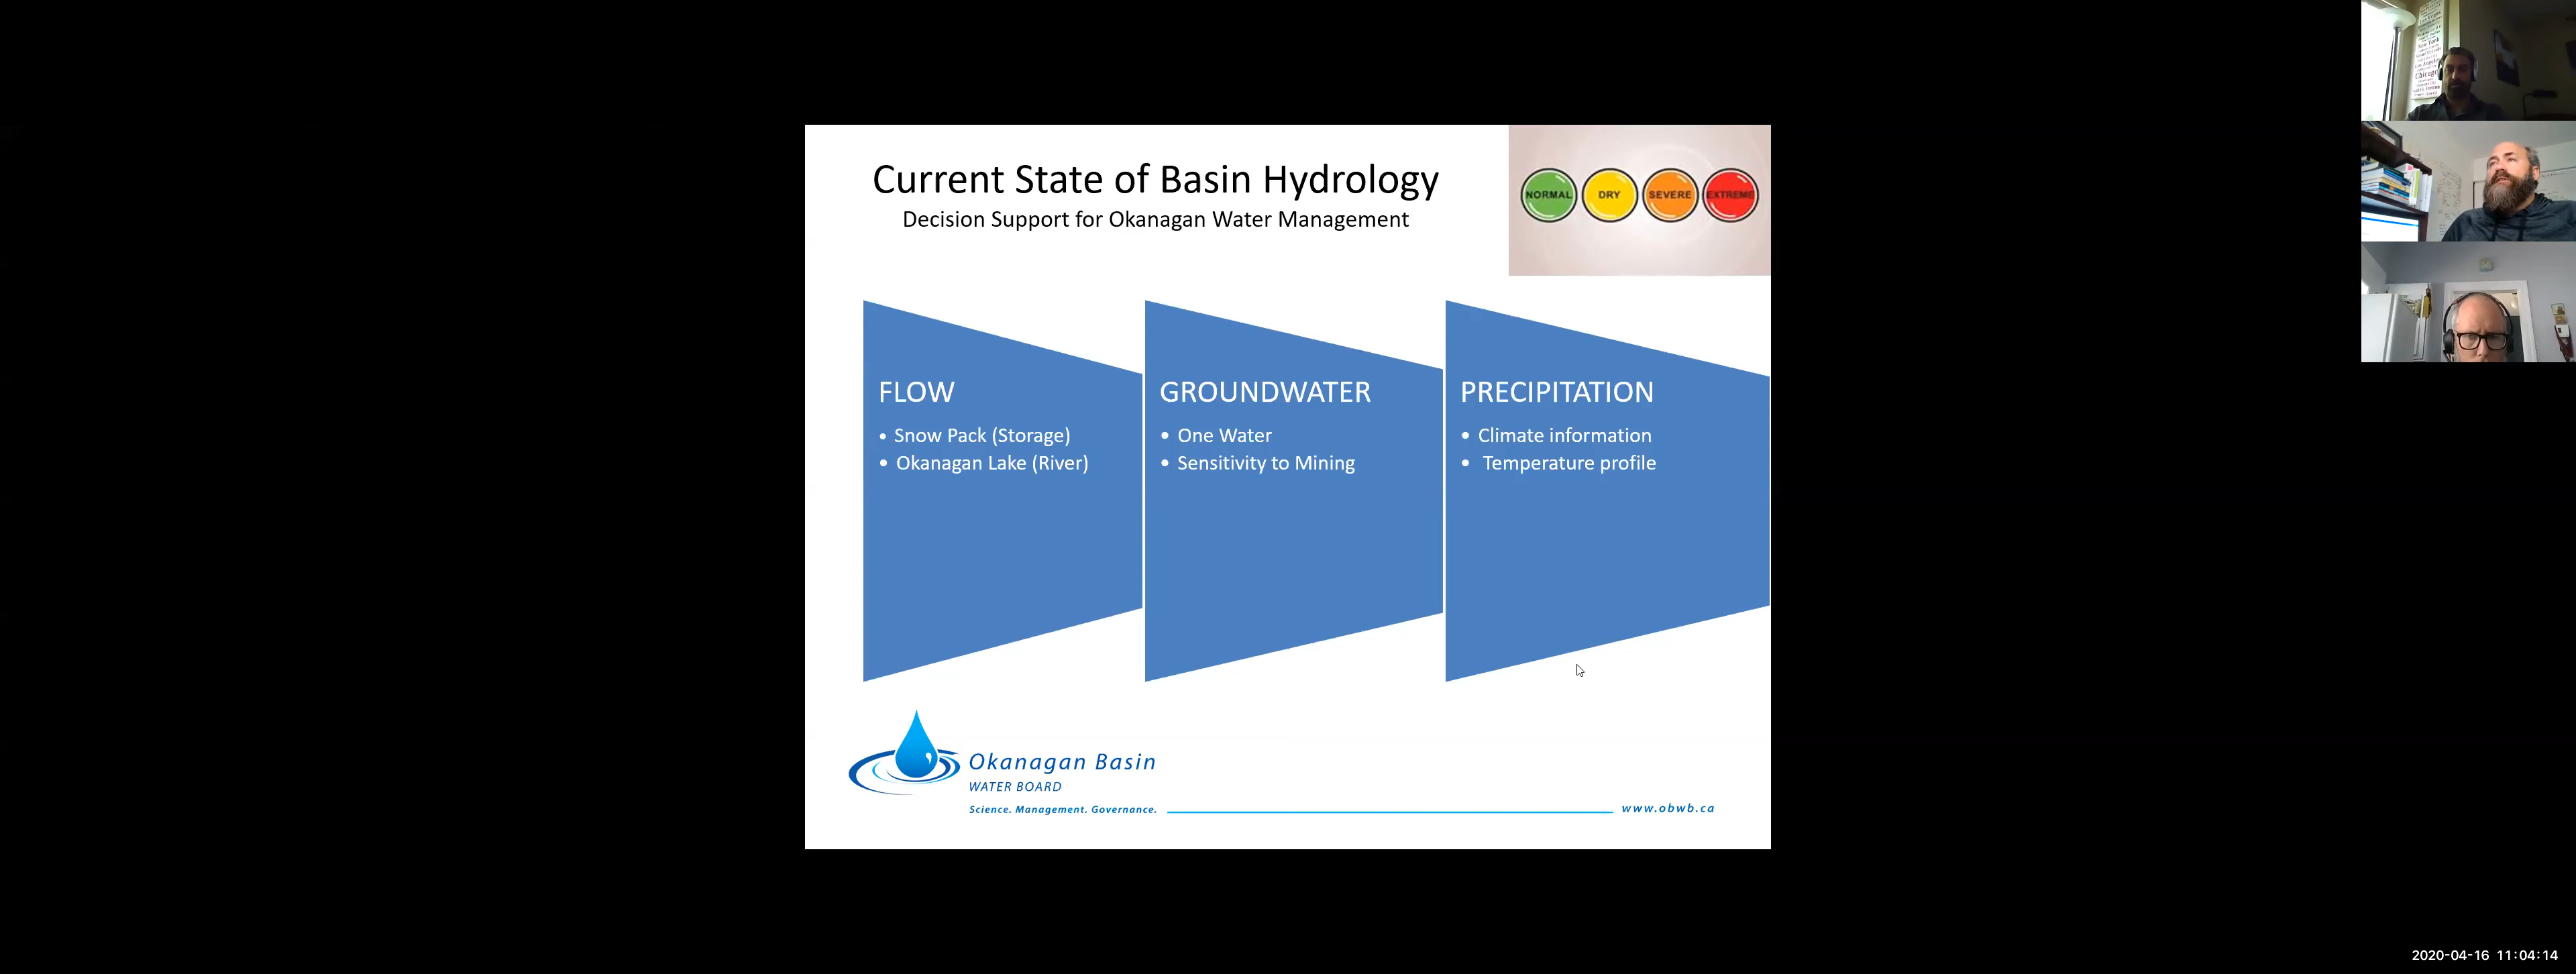 Current State of Basin Hydrology
Decision Support for Okanagan Water Management
NORMAL DRY SEVERE EXTREME
FLOW
• Snow Pack (Storage)
• Okanagan Lake (River)
GROUNDWATER
• One Water
• Sensitivity to Mining
PRECIPITATION
• Climate information
• Temperature profile
Okanagan Basin
WATER BOARD
Science. Management. Governance.
www.obwb.ca
Chicago
2020-04-16 11:04:14